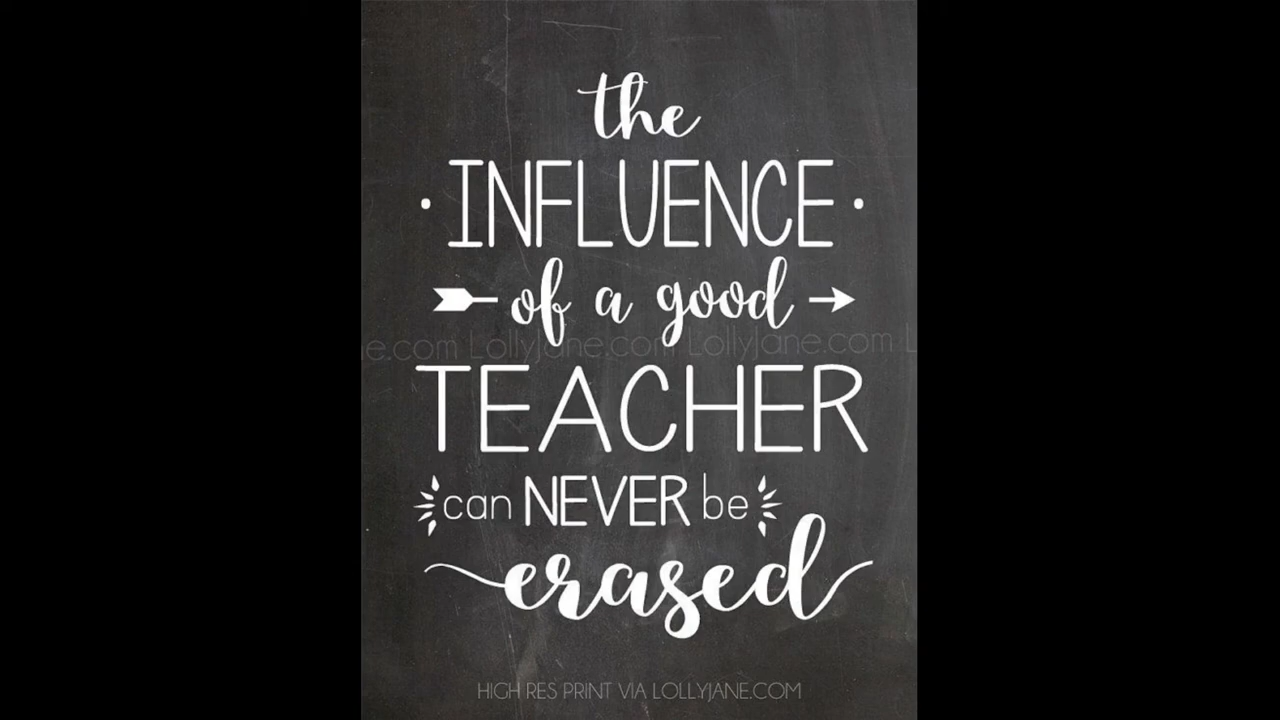 the
· INFLUENCE ·
of a good
e.com LollyJane.com LollyJane.com L
TEACHER
can NEVER be
erased
HIGH RES PRINT VIA LOLLYJANE.COM